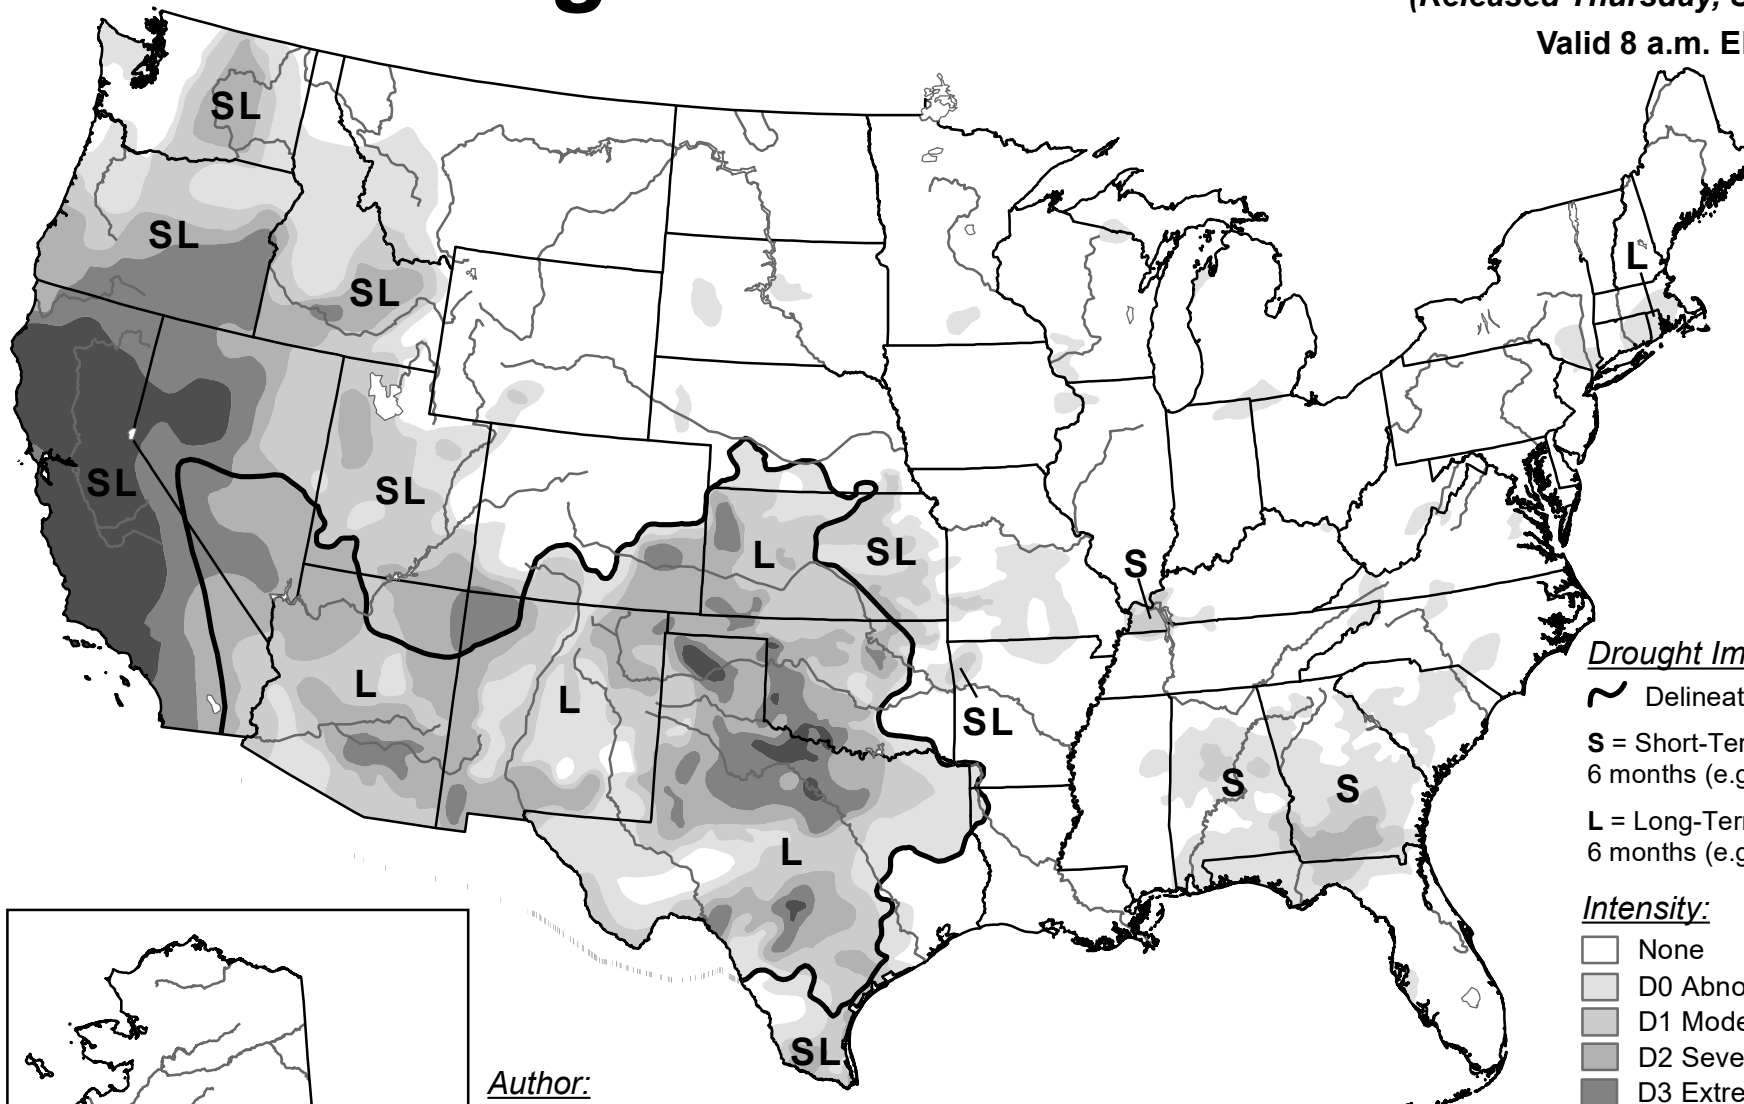 (Released Thursday, S
Valid 8 a.m. E
SL
SL
SL
SL
SL
L
SL
S
L
L
L
SL
S
S
L
SL
L
Drought Im
Delineat
S = Short-Ter
6 months (e.g
L = Long-Ter
6 months (e.g
Intensity:
None
D0 Abno
D1 Mode
D2 Seve
D3 Extre
Author: